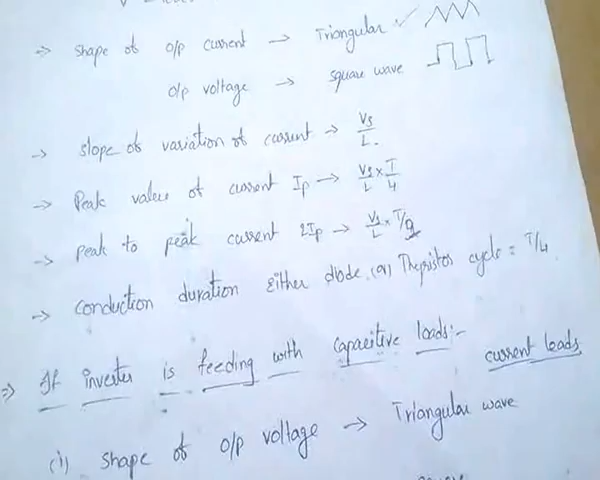 ⇒ shape of o/p current → Triangular ✓
o/p voltage → square wave
→ slope of variation of current → Vs/L.
→ Peak value of current Ip → Vs/L × T/4
→ peak to peak current 2Ip → Vs/L × T/2
⇒ conduction duration either diode (or) Thyristor cycle = T/4.
⇒ If inverter is feeding with capacitive loads:- current leads
(i) shape of o/p voltage → Triangular wave